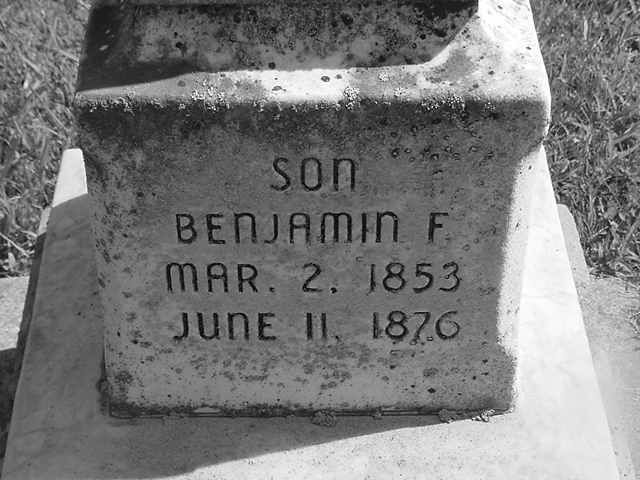 SON
BENJAMIN F.
MAR. 2, 1853
JUNE 11, 1876